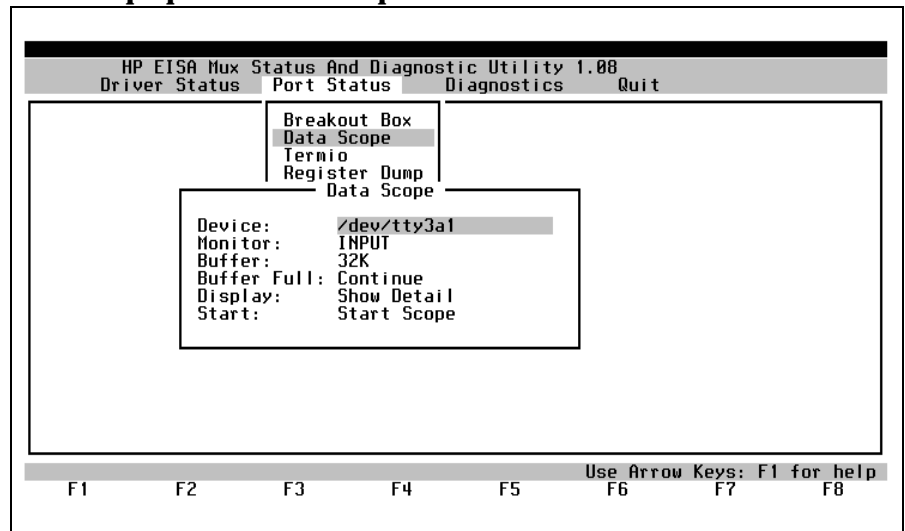 HP EISA Mux Status And Diagnostic Utility 1.08
Driver Status Port Status Diagnostics Quit
Breakout Box
Data Scope
Termio
Register Dump
Data Scope
Device: /dev/tty3a1
Monitor: INPUT
Buffer: 32K
Buffer Full: Continue
Display: Show Detail
Start: Start Scope
Use Arrow Keys: F1 for help
F1 F2 F3 F4 F5 F6 F7 F8